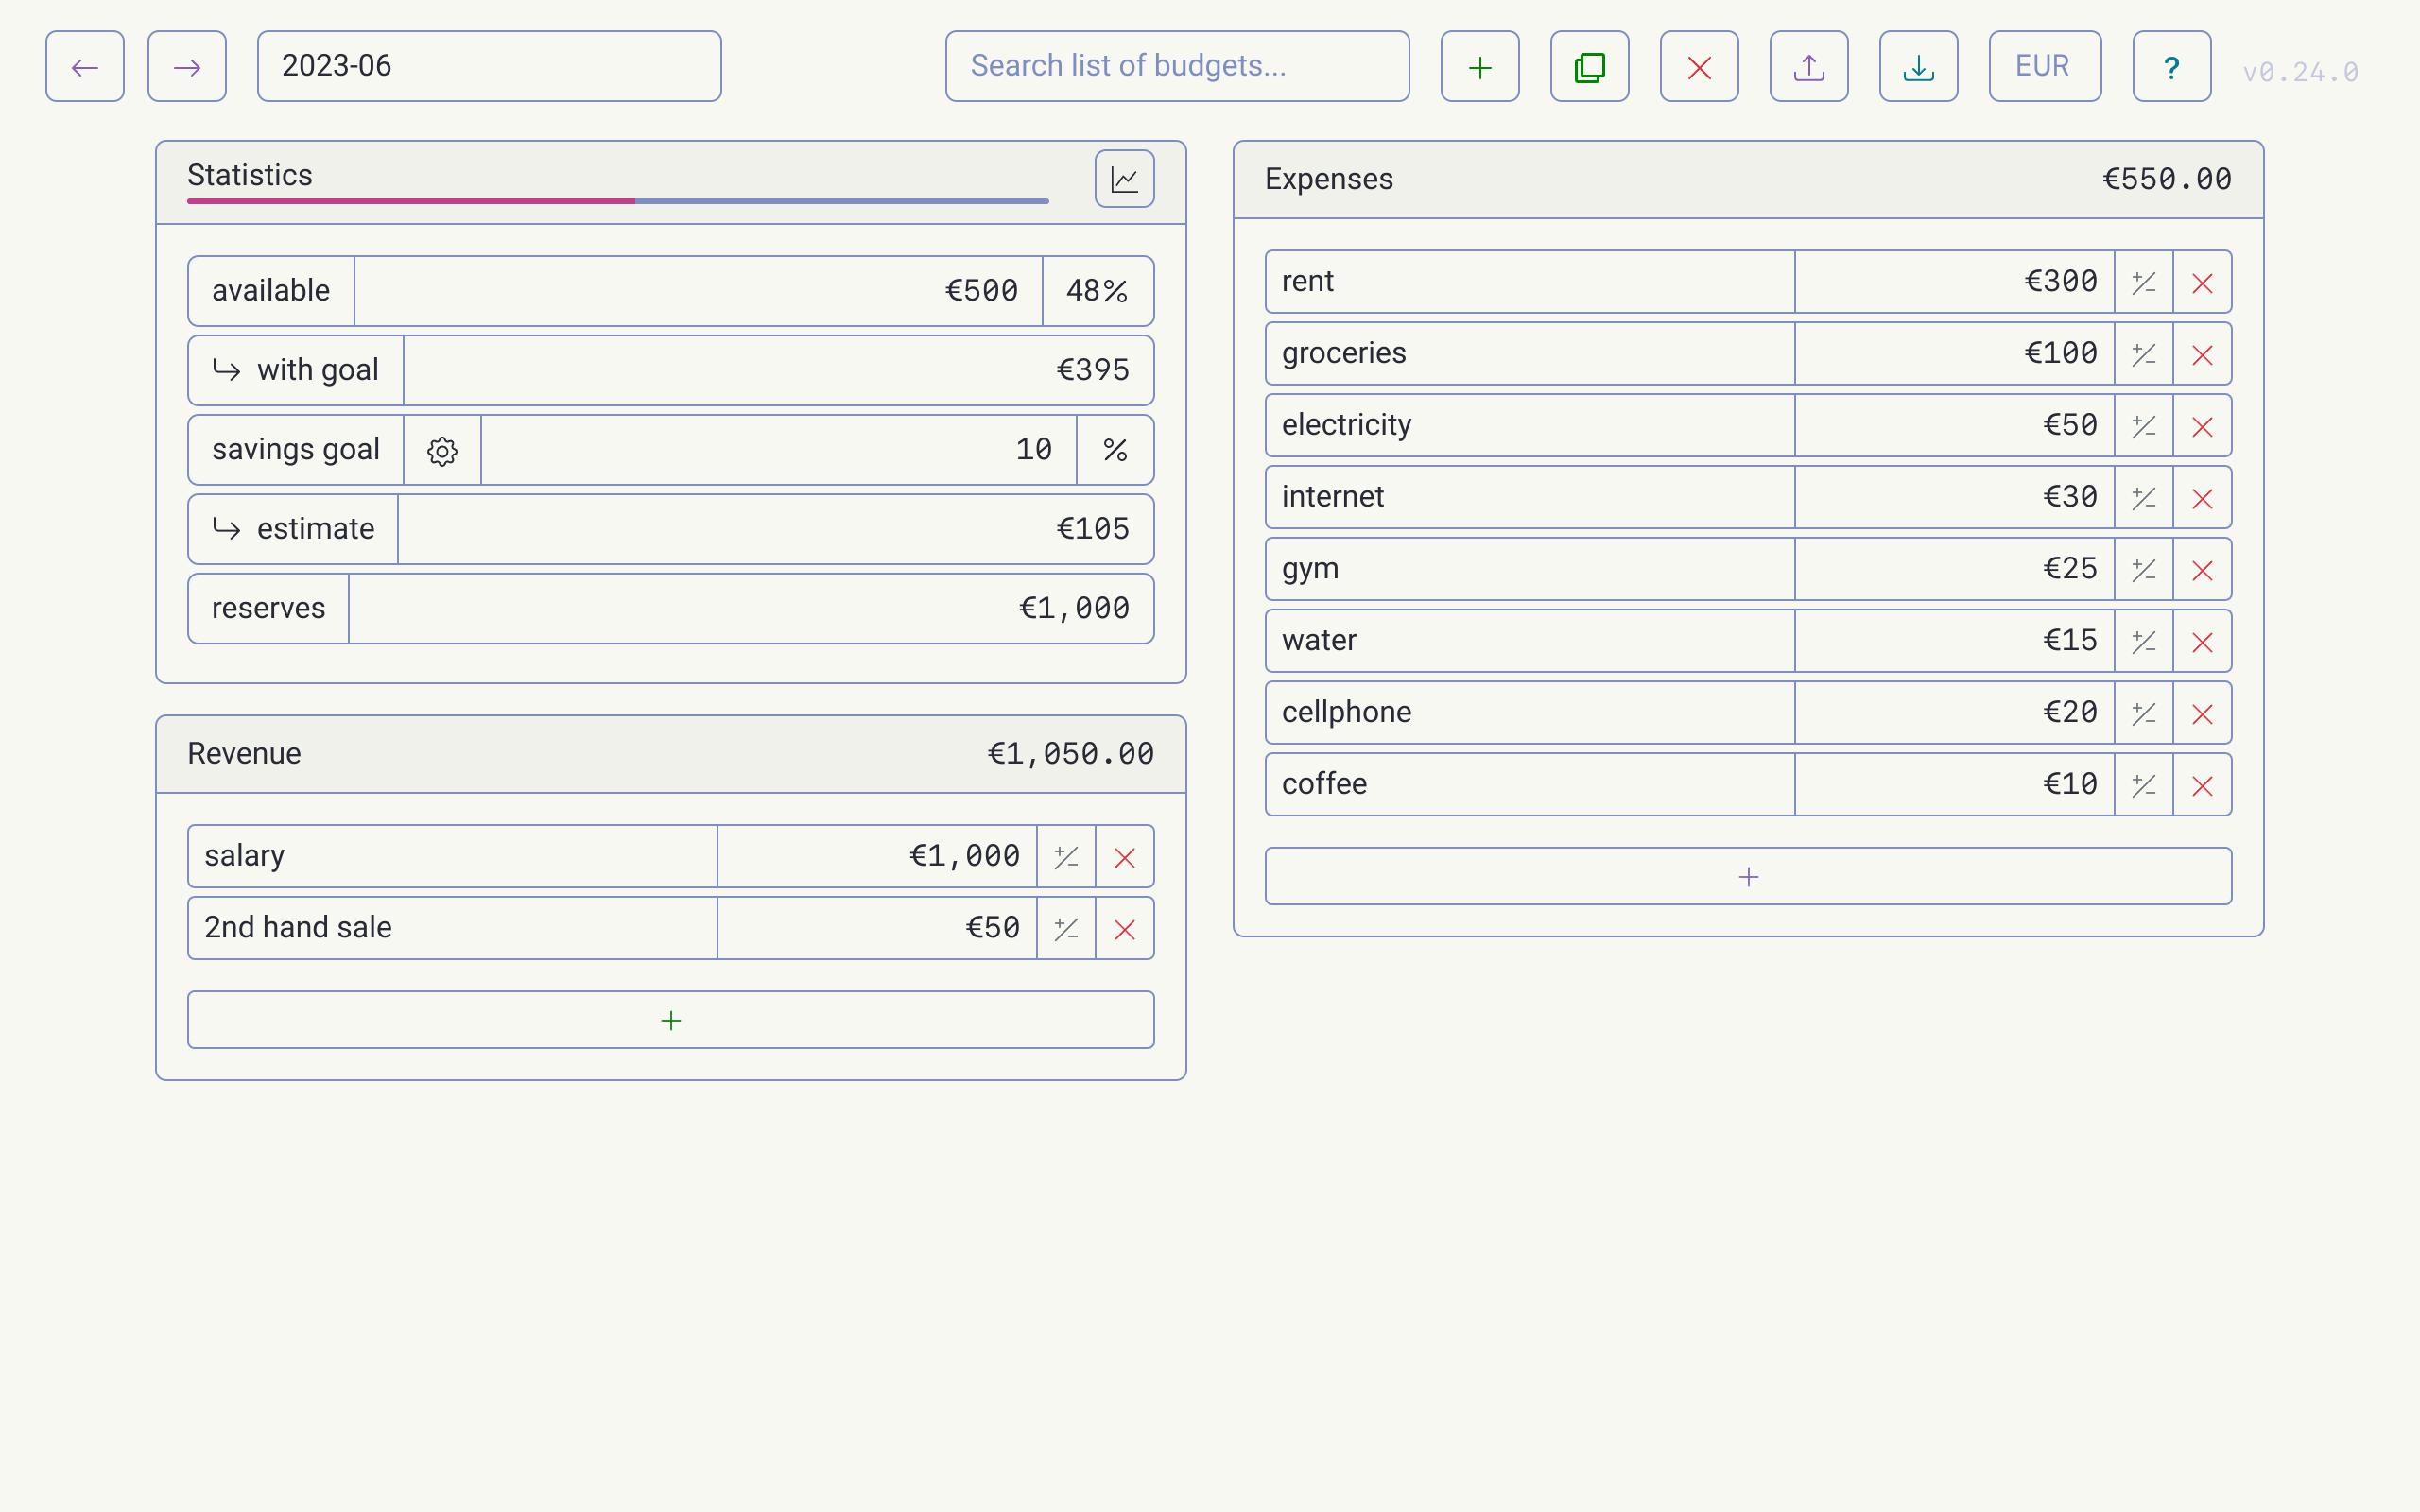 2023-06
Search list of budgets...
EUR
?
v0.24.0
Statistics
available €500 48%
with goal €395
savings goal 10 %
estimate €105
reserves €1,000
Revenue €1,050.00
salary €1,000
2nd hand sale €50
Expenses €550.00
rent €300
groceries €100
electricity €50
internet €30
gym €25
water €15
cellphone €20
coffee €10